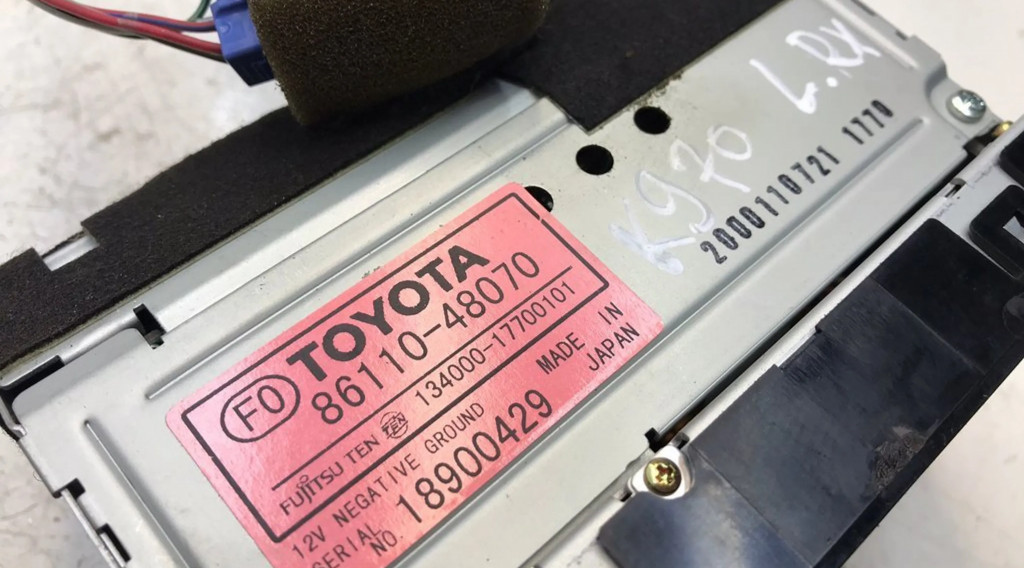 L.RX
K970
2000110721 1770
FO
TOYOTA
86110-48070
FUJITSU TEN TEN 134000-17700101
12V NEGATIVE GROUND
MADE IN
JAPAN
SERIAL
NO.
18900429